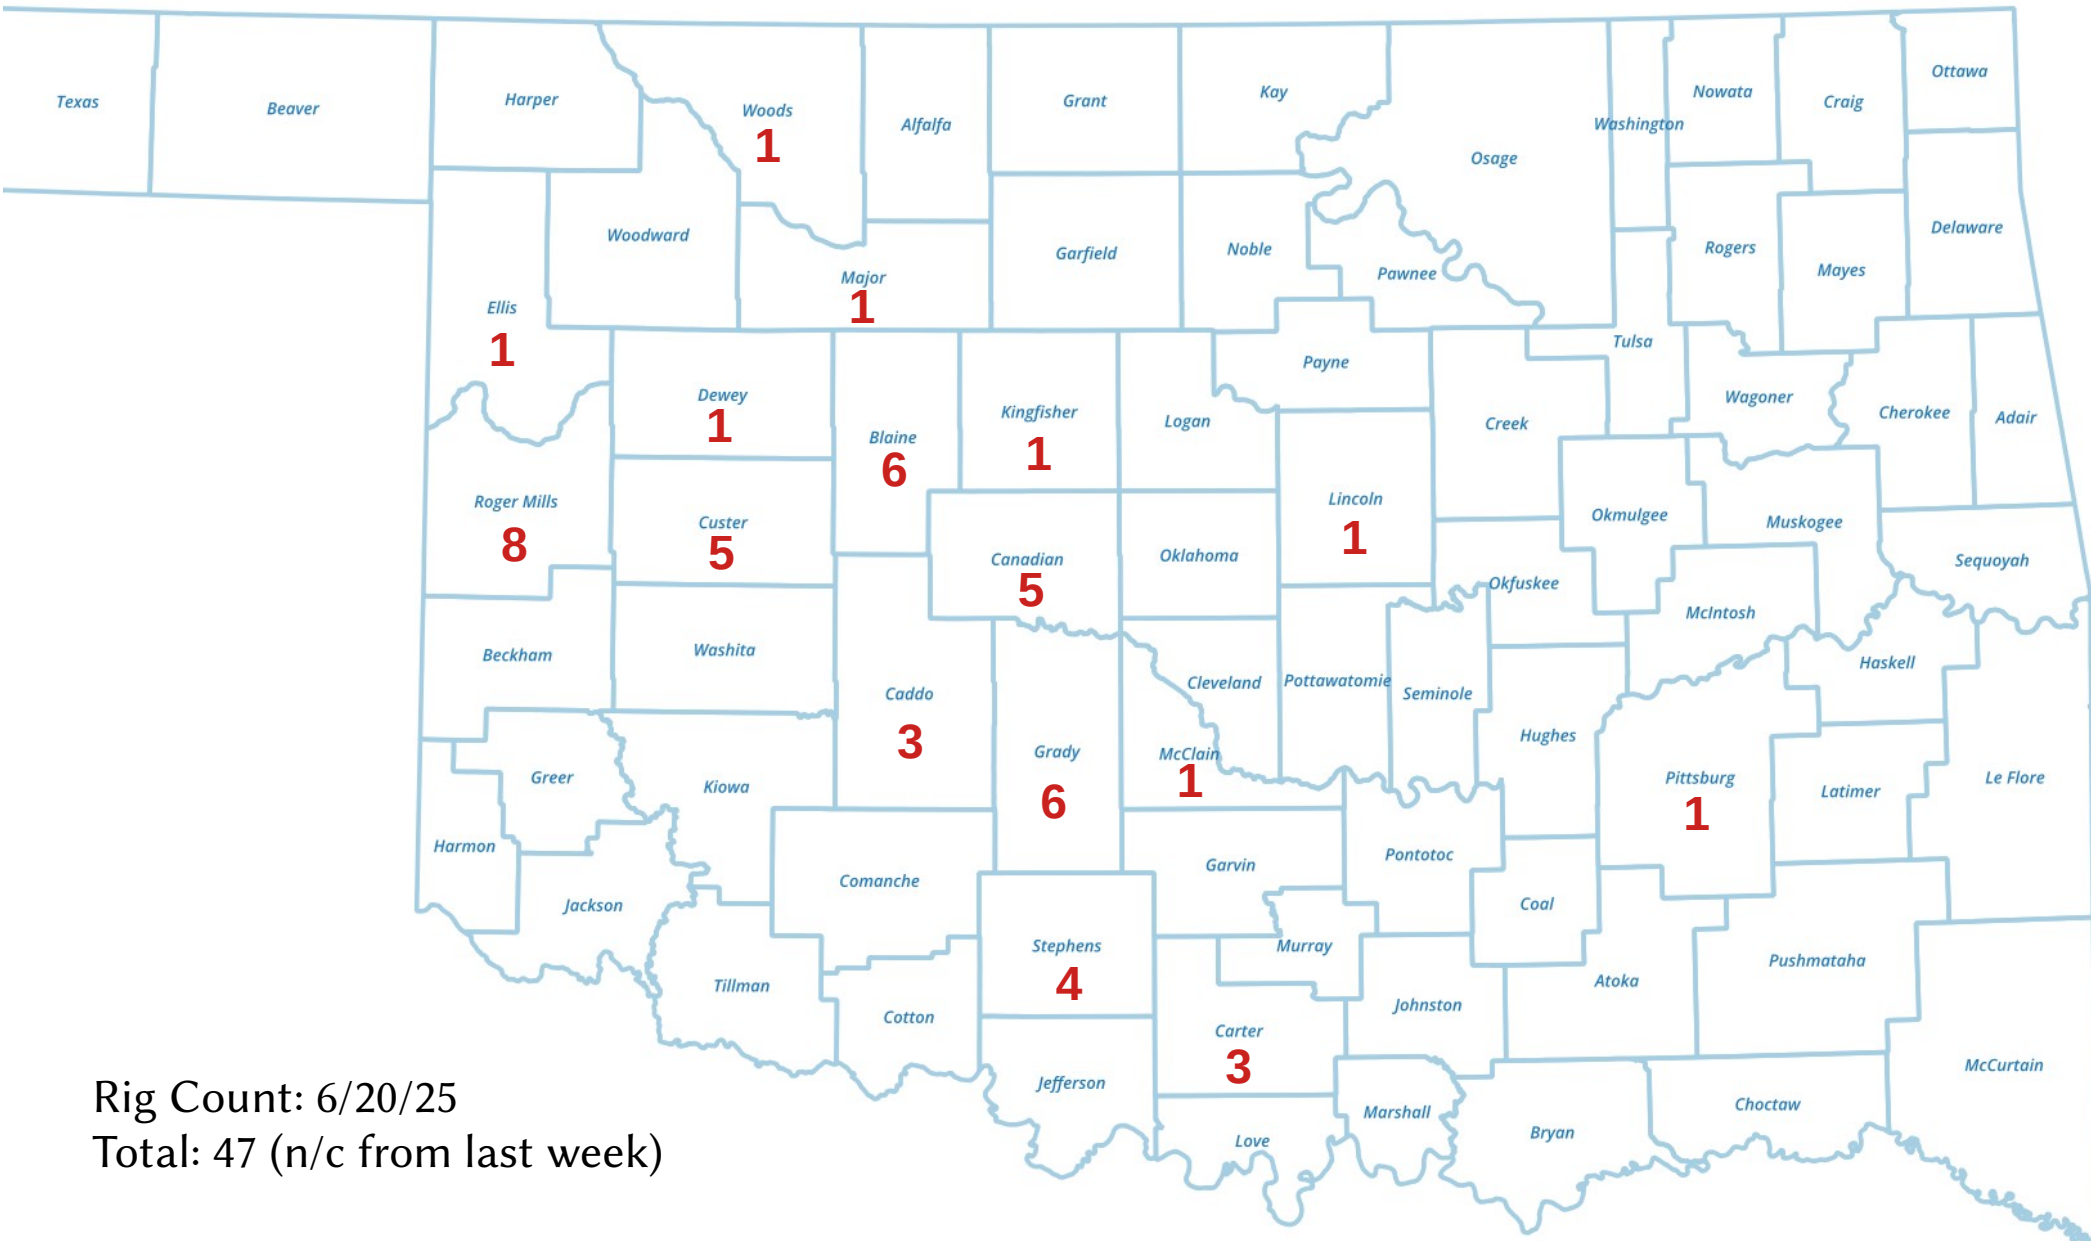 Texas
Beaver
Harper
Woods
1
Alfalfa
Grant
Kay
Osage
Washington
Nowata
Craig
Ottawa
Ellis
1
Woodward
Major
1
Garfield
Noble
Pawnee
Rogers
Mayes
Delaware
Dewey
1
Blaine
6
Kingfisher
1
Logan
Payne
Creek
Tulsa
Wagoner
Cherokee
Adair
Roger Mills
8
Custer
5
Canadian
5
Oklahoma
Lincoln
1
Okfuskee
Okmulgee
Muskogee
McIntosh
Sequoyah
Beckham
Washita
Caddo
3
Grady
6
McClain
1
Cleveland
Pottawatomie
Seminole
Hughes
Pittsburg
1
Haskell
Latimer
Le Flore
Harmon
Greer
Kiowa
Jackson
Tillman
Comanche
Cotton
Stephens
4
Jefferson
Garvin
Murray
Carter
3
Love
Pontotoc
Johnston
Marshall
Coal
Atoka
Bryan
Pushmataha
Choctaw
McCurtain
Rig Count: 6/20/25
Total: 47 (n/c from last week)